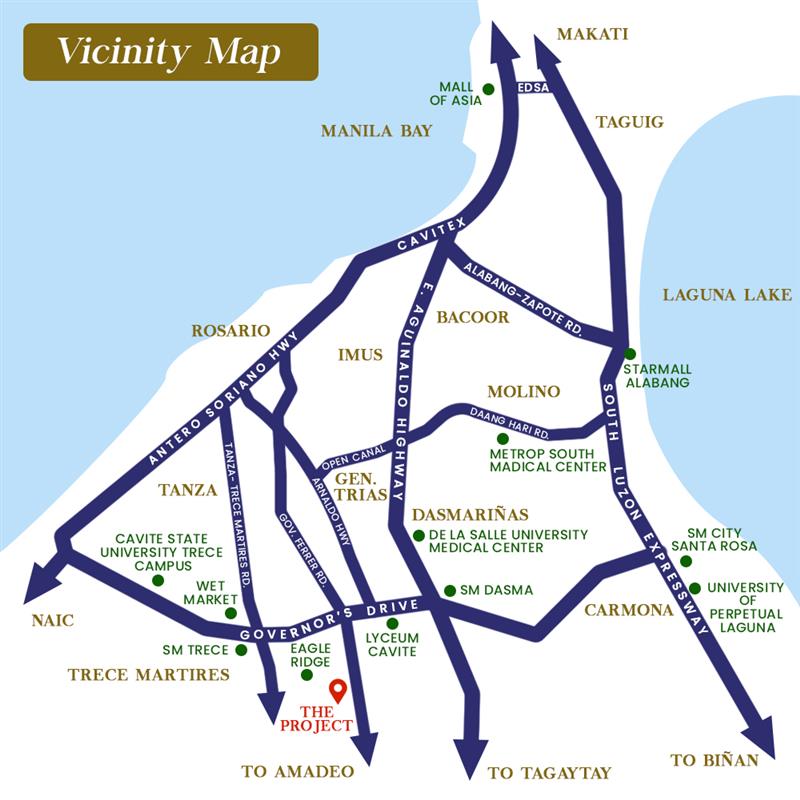 Vicinity Map
MAKATI
MALL
OF ASIA
EDSA
TAGUIG
MANILA BAY
CAVITEX
ALABANG-ZAPOTE RD.
LAGUNA LAKE
E. AGUINALDO HIGHWAY
BACOOR
ROSARIO
IMUS
ANTERO SORIANO HWY
STARMALL
ALABANG
MOLINO
DAANG HARI RD.
SOUTH LUZON EXPRESSWAY
METROP SOUTH
MADICAL CENTER
OPEN CANAL
TANZA- TRECE MARTIRES RD.
GEN.
TRIAS
ARNALDO HWY
TANZA
GOV. FERRER RD.
DASMARIÑAS
DE LA SALLE UNIVERSITY
MEDICAL CENTER
CAVITE STATE
UNIVERSITY TRECE
CAMPUS
SM CITY
SANTA ROSA
WET
MARKET
SM DASMA
UNIVERSITY
OF
PERPETUAL
LAGUNA
CARMONA
NAIC
GOVERNOR'S DRIVE
LYCEUM
CAVITE
SM TRECE
EAGLE
RIDGE
TRECE MARTIRES
THE
PROJECT
TO AMADEO
TO TAGAYTAY
TO BIÑAN